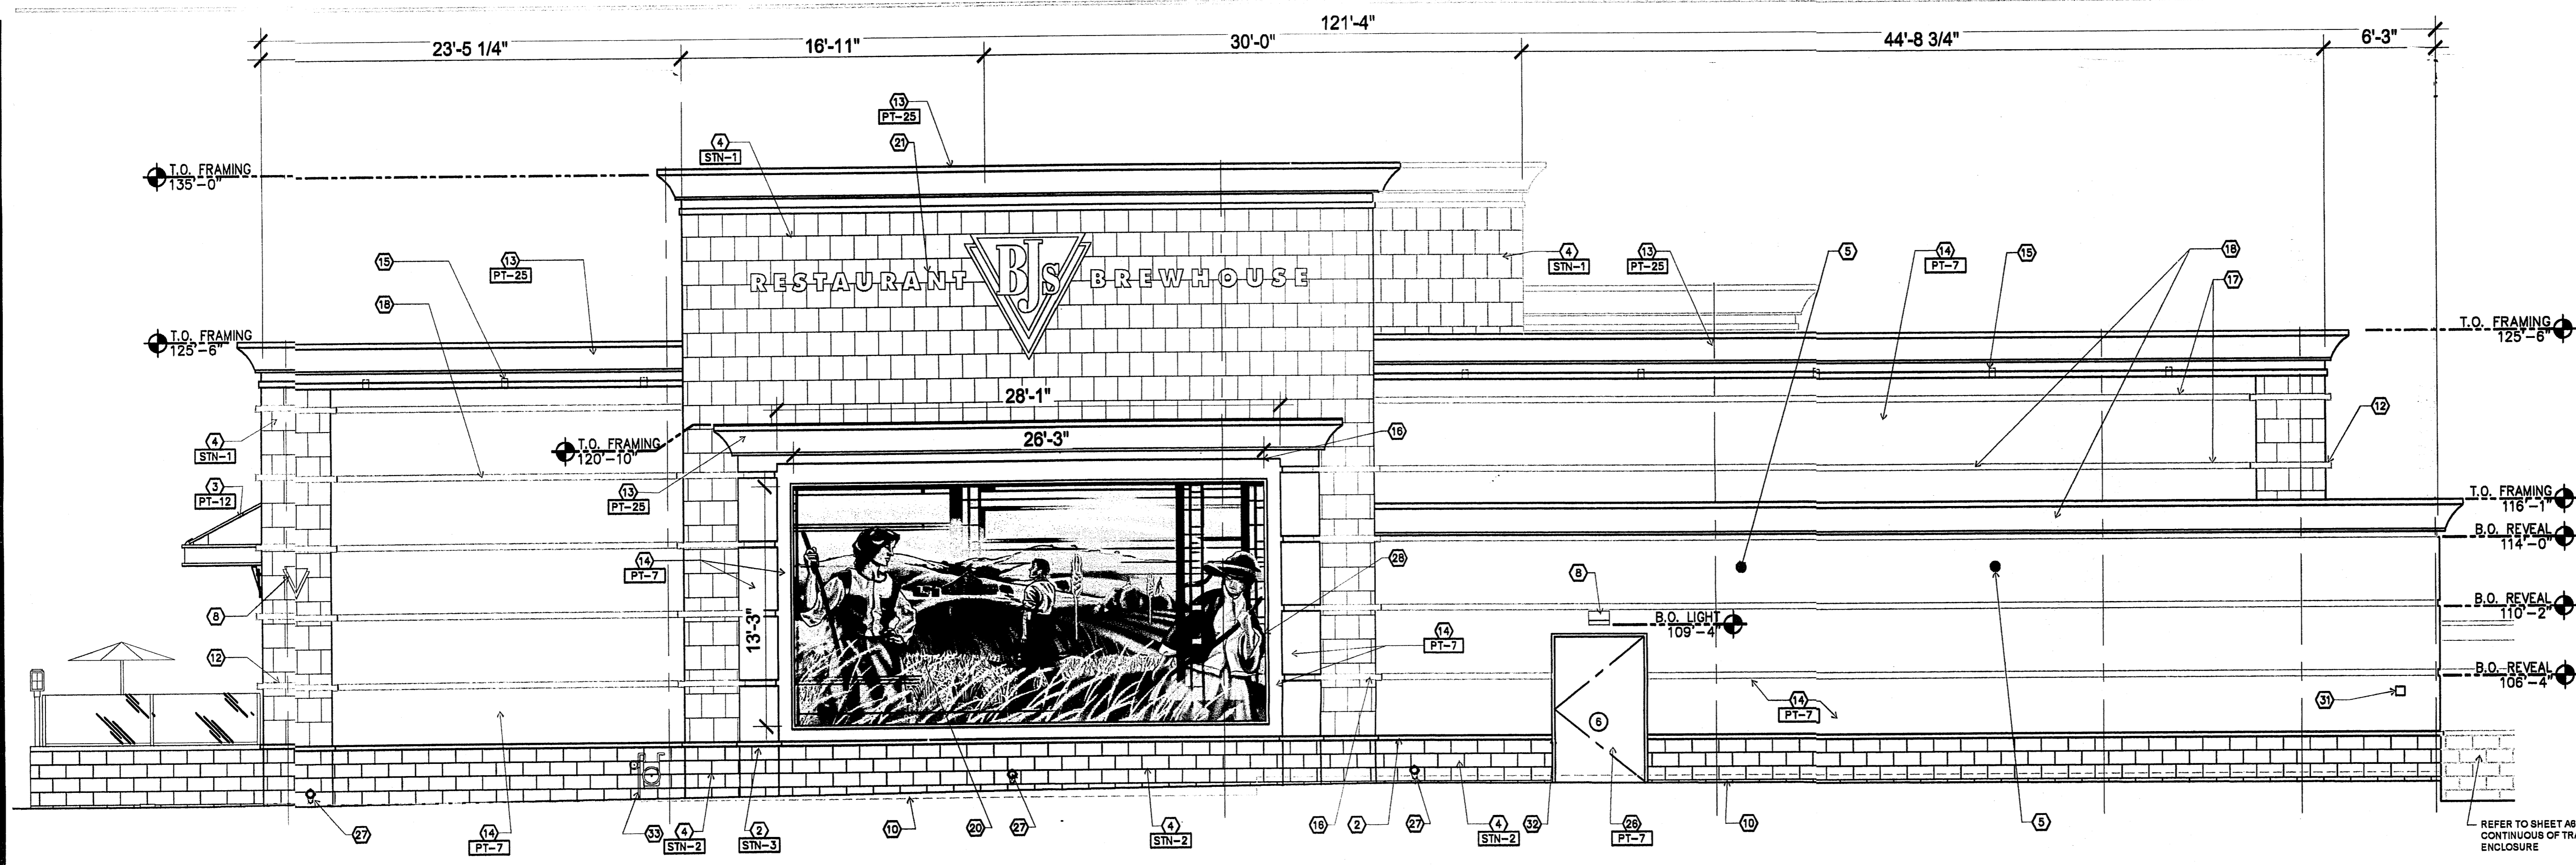 121'-4"
23'-5 1/4"
16'-11"
30'-0"
44'-8 3/4"
6'-3"
13
PT-25
4
STN-1
21
T.O. FRAMING
135'-0"
15
13
PT-25
18
RESTAURANT
BJs
BREWHOUSE
4
STN-1
13
PT-25
5
14
PT-7
15
18
17
T.O. FRAMING
125'-6"
T.O. FRAMING
125'-6"
28'-1"
26'-3"
16
12
4
STN-1
T.O. FRAMING
120'-10"
3
PT-12
13
PT-25
T.O. FRAMING
116'-1"
B.O. REVEAL
114'-0"
14
PT-7
28
8
8
B.O. LIGHT
109'-4"
B.O. REVEAL
110'-2"
13'-3"
14
PT-7
12
B.O. REVEAL
106'-4"
14
PT-7
31
6
27
14
PT-7
33
4
STN-2
2
STN-3
10
20
27
4
STN-2
16
2
27
4
STN-2
32
26
PT-7
10
5
REFER TO SHEET A6
CONTINUOUS OF
ENCLOSURE